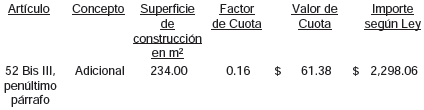 Artículo Concepto Superficie de construcción en m² Factor de Cuota Valor de Cuota Importe según Ley
52 Bis III, penúltimo párrafo Adicional 234.00 0.16 $ 61.38 $ 2,298.06